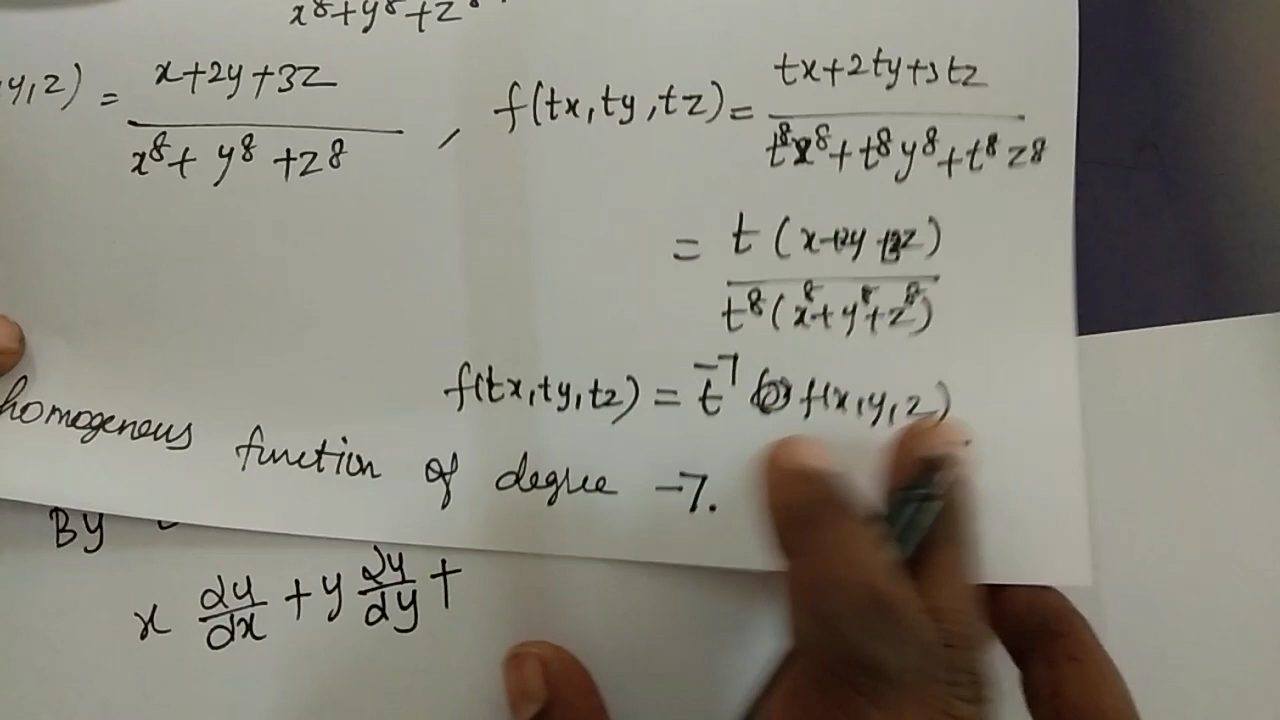 x⁸+y⁸+z⁸
y,z) = x+2y+3z / x⁸+y⁸+z⁸ , f(tx,ty,tz) = tx+2ty+3tz / t⁸x⁸+t⁸y⁸+t⁸z⁸
= t(x+2y+3z) / t⁸(x⁸+y⁸+z⁸)
f(tx,ty,tz) = t⁻⁷ f(x,y,z)
homogenous function of degree -7.
By
x ∂u/∂x + y ∂u/∂y +